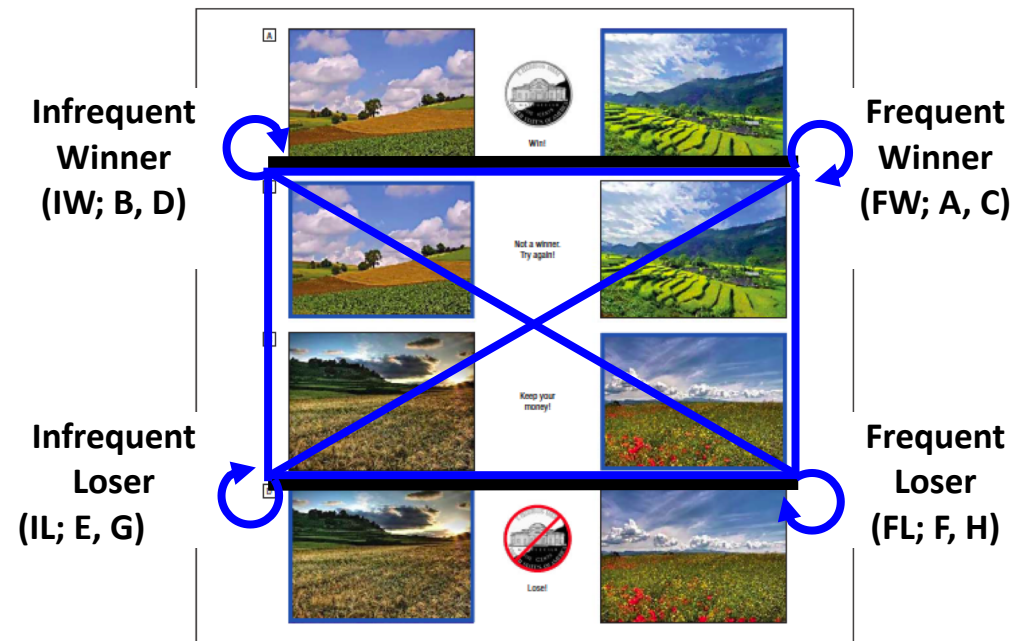 A
Infrequent
Winner
(IW; B, D)
Win!
Frequent
Winner
(FW; A, C)
Not a winner.
Try again!
Keep your
money!
Infrequent
Loser
(IL; E, G)
Frequent
Loser
(FL; F, H)
Lose!